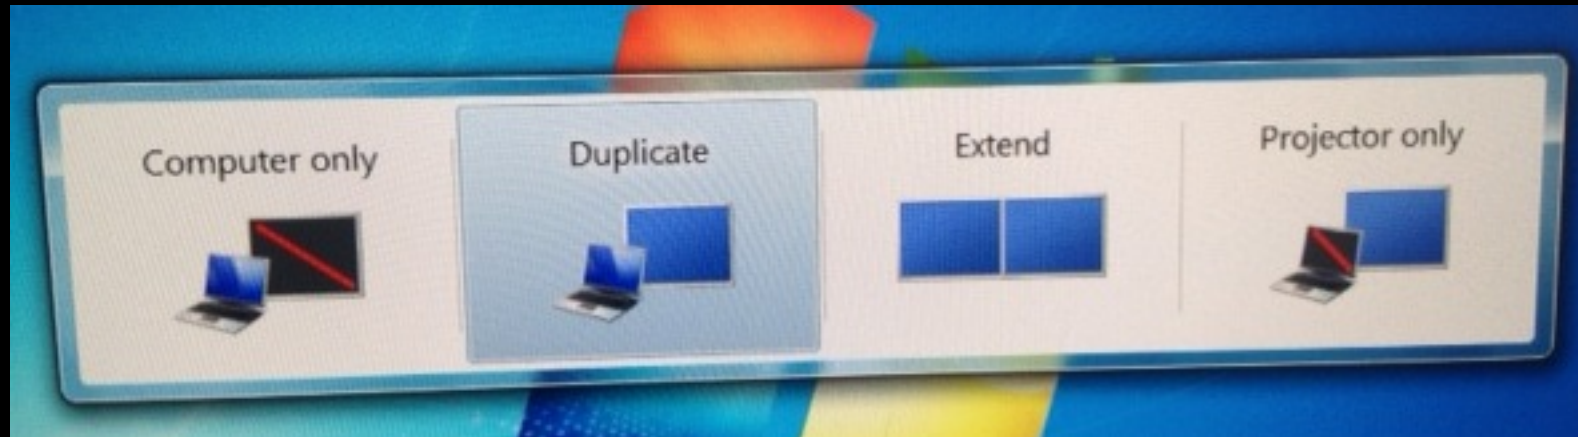 Computer only
Duplicate
Extend
Projector only